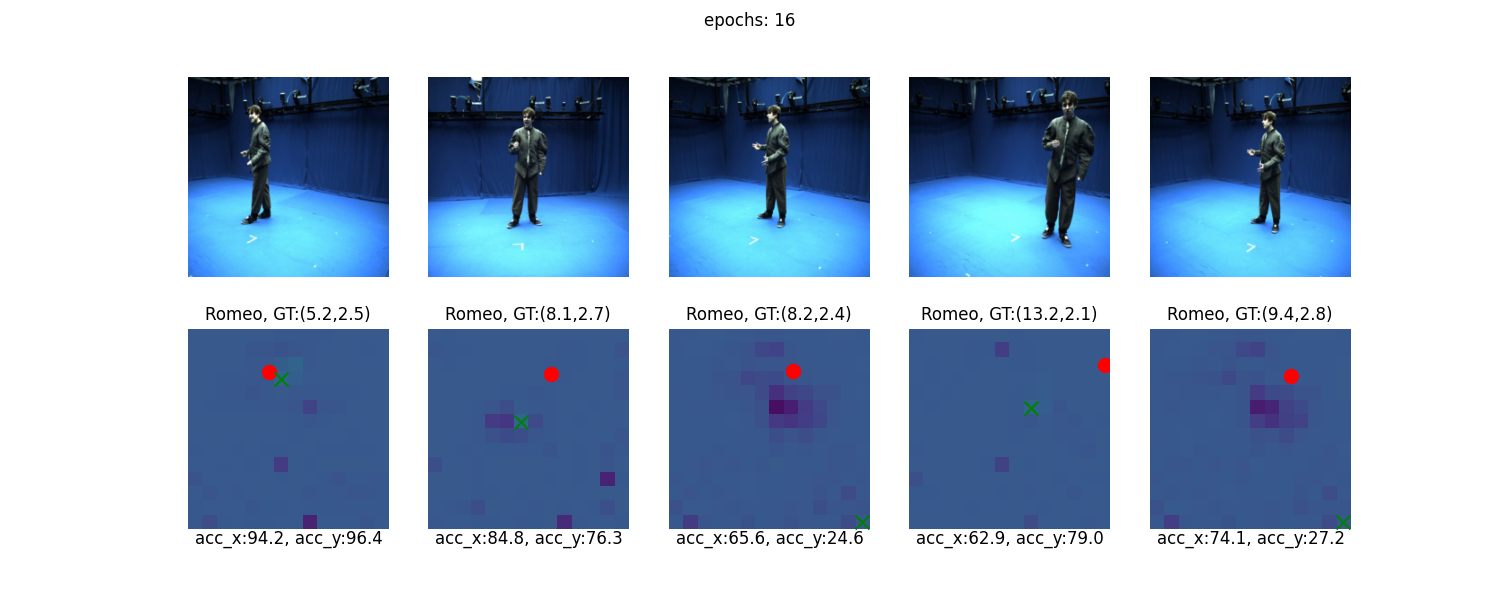 epochs: 16
Romeo, GT:(5.2,2.5)
Romeo, GT:(8.1,2.7)
Romeo, GT:(8.2,2.4)
Romeo, GT:(13.2,2.1)
Romeo, GT:(9.4,2.8)
acc_x:94.2, acc_y:96.4
acc_x:84.8, acc_y:76.3
acc_x:65.6, acc_y:24.6
acc_x:62.9, acc_y:79.0
acc_x:74.1, acc_y:27.2